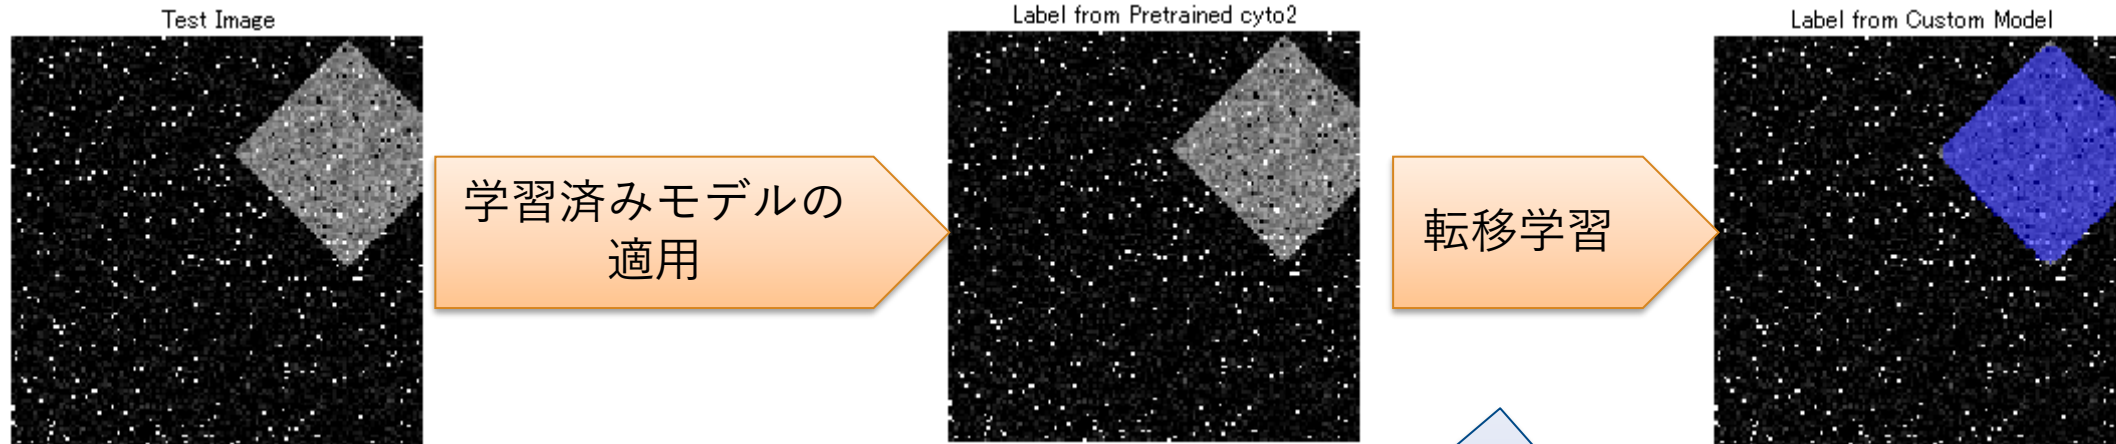 Test Image
Label from Pretrained cyto2
Label from Custom Model
学習済みモデルの
適用
転移学習